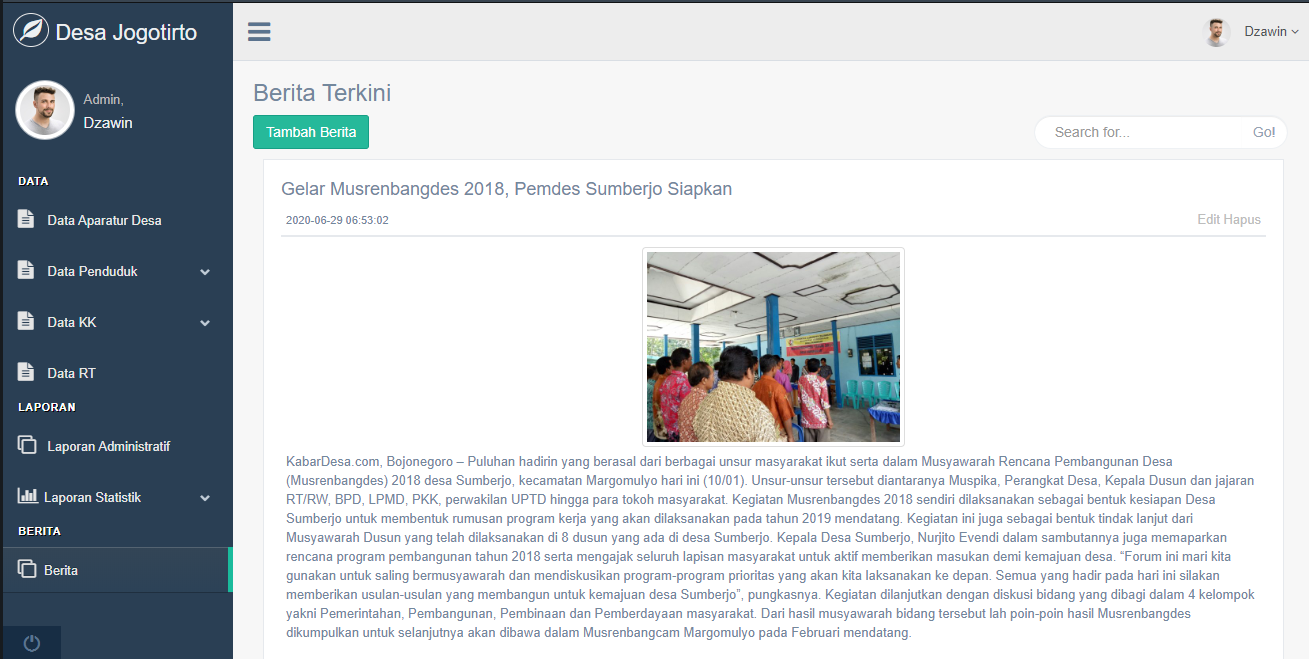 Desa Jogotirto
Dzawin
Admin,
Dzawin
DATA
Data Aparatur Desa
Data Penduduk
Data KK
Data RT
LAPORAN
Laporan Administratif
Laporan Statistik
BERITA
Berita
Berita Terkini
Tambah Berita
Search for...
Go!
Gelar Musrenbangdes 2018, Pemdes Sumberjo Siapkan
2020-06-29 06:53:02
Edit Hapus
KabarDesa.com, Bojonegoro – Puluhan hadirin yang berasal dari berbagai unsur masyarakat ikut serta dalam Musyawarah Rencana Pembangunan Desa
(Musrenbangdes) 2018 desa Sumberjo, kecamatan Margomulyo hari ini (10/01). Unsur-unsur tersebut diantaranya Muspika, Perangkat Desa, Kepala Dusun dan jajaran
RT/RW, BPD, LPMD, PKK, perwakilan UPTD hingga para tokoh masyarakat. Kegiatan Musrenbangdes 2018 sendiri dilaksanakan sebagai bentuk kesiapan Desa
Sumberjo untuk membentuk rumusan program kerja yang akan dilaksanakan pada tahun 2019 mendatang. Kegiatan ini juga sebagai bentuk tindak lanjut dari
Musyawarah Dusun yang telah dilaksanakan di 8 dusun yang ada di desa Sumberjo. Kepala Desa Sumberjo, Nurjito Evendi dalam sambutannya juga memaparkan
rencana program pembangunan tahun 2018 serta mengajak seluruh lapisan masyarakat untuk aktif memberikan masukan demi kemajuan desa. “Forum ini mari kita
gunakan untuk saling bermusyawarah dan mendiskusikan program-program prioritas yang akan kita laksanakan ke depan. Semua yang hadir pada hari ini silakan
memberikan usulan-usulan yang membangun untuk kemajuan desa Sumberjo”, pungkasnya. Kegiatan dilanjutkan dengan diskusi bidang yang dibagi dalam 4 kelompok
yakni Pemerintahan, Pembangunan, Pembinaan dan Pemberdayaan masyarakat. Dari hasil musyawarah bidang tersebut lah poin-poin hasil Musrenbangdes
dikumpulkan untuk selanjutnya akan dibawa dalam Musrenbangcam Margomulyo pada Februari mendatang.